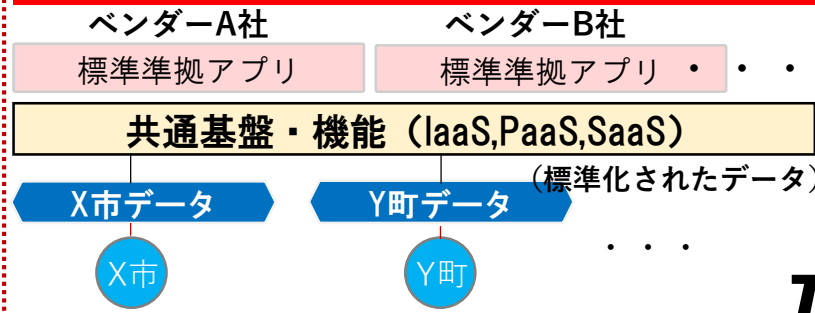 ベンダーA社
ベンダーB社
標準準拠アプリ
標準準拠アプリ ・ ・ ・
共通基盤・機能（IaaS,PaaS,SaaS）
（標準化されたデータ）
X市データ
Y町データ
X市
Y町
・ ・ ・